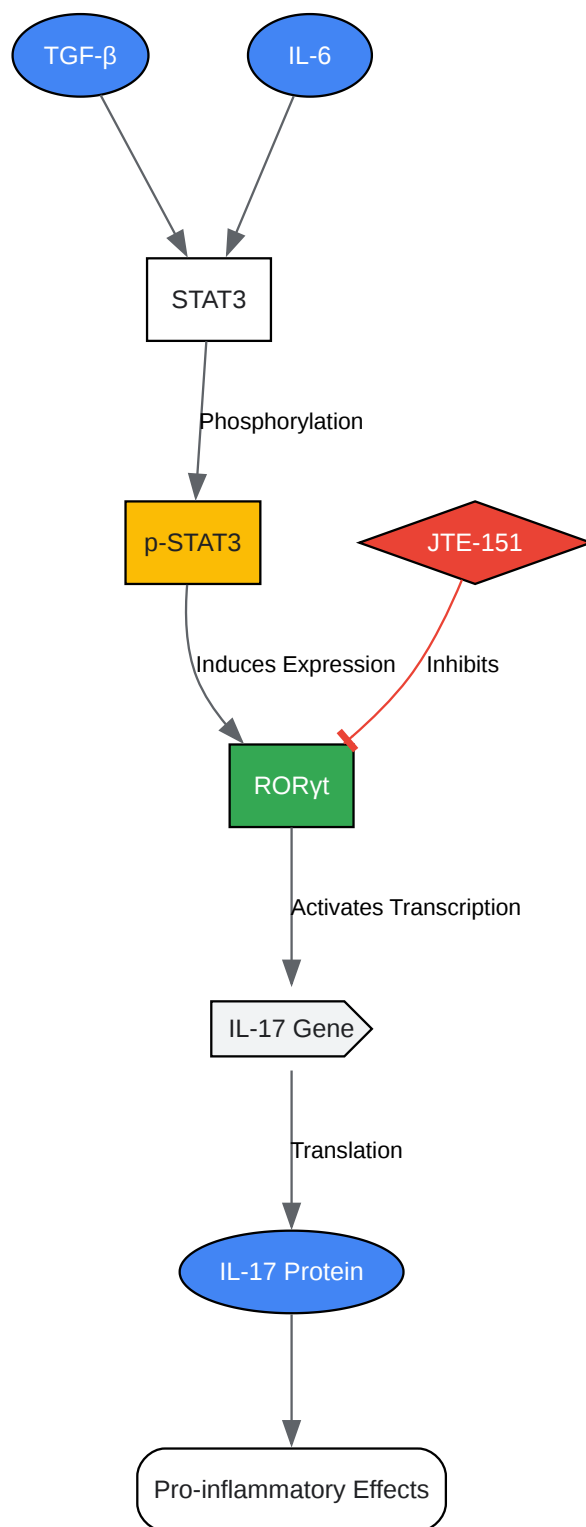 TGF-β
IL-6
STAT3
Phosphorylation
p-STAT3
JTE-151
Induces Expression
Inhibits
RORγt
Activates Transcription
IL-17 Gene
Translation
IL-17 Protein
Pro-inflammatory Effects